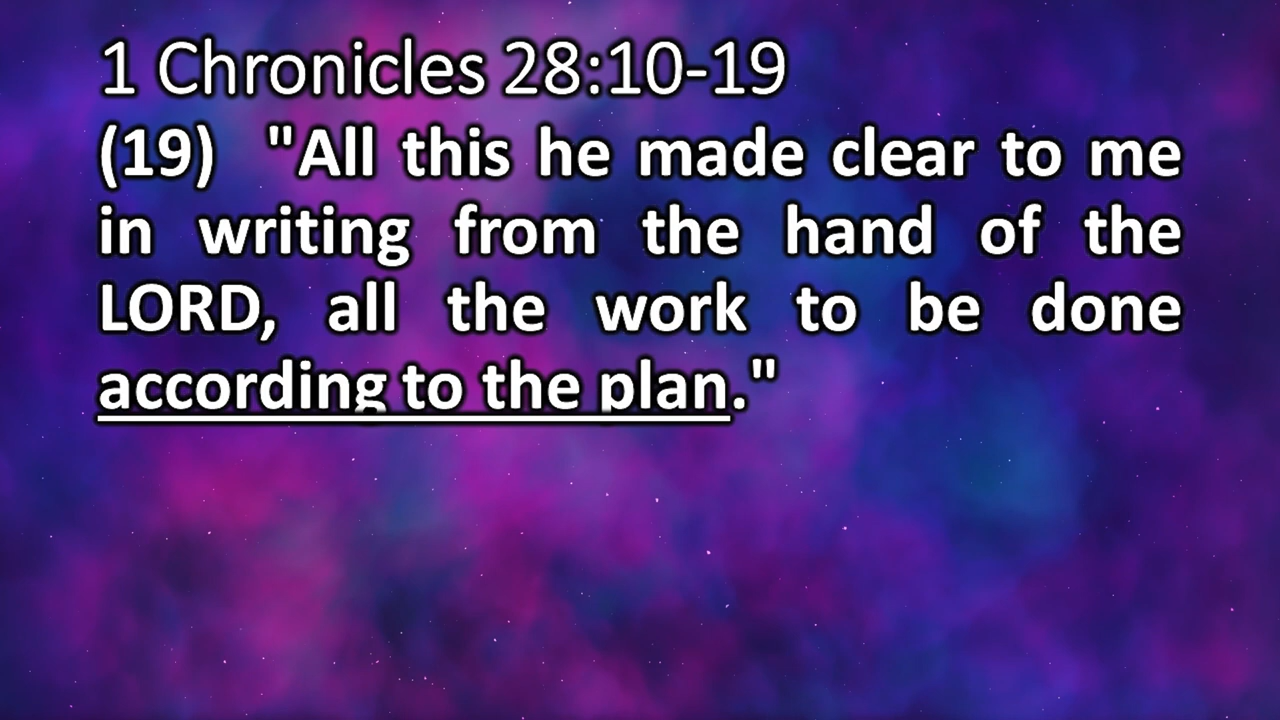 1 Chronicles 28:10-19
(19) "All this he made clear to me
in writing from the hand of the
LORD, all the work to be done
according to the plan."